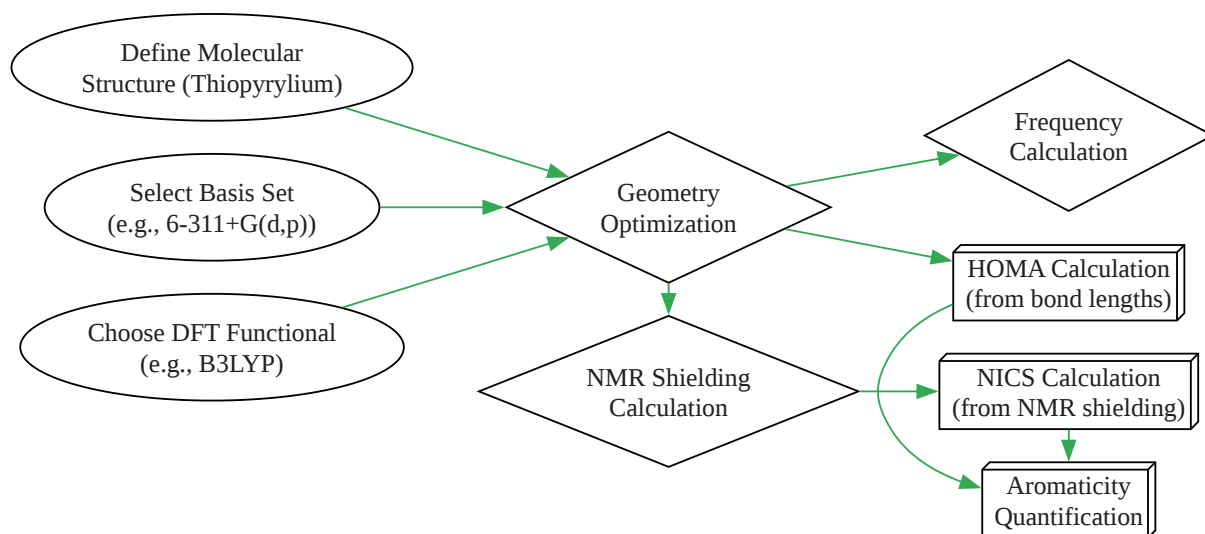 Define Molecular
Structure (Thiopyrylium)
Select Basis Set
(e.g., 6-311+G(d,p))
Choose DFT Functional
(e.g., B3LYP)
Geometry
Optimization
NMR Shielding
Calculation
Frequency
Calculation
HOMA Calculation
(from bond lengths)
NICS Calculation
(from NMR shielding)
Aromaticity
Quantification